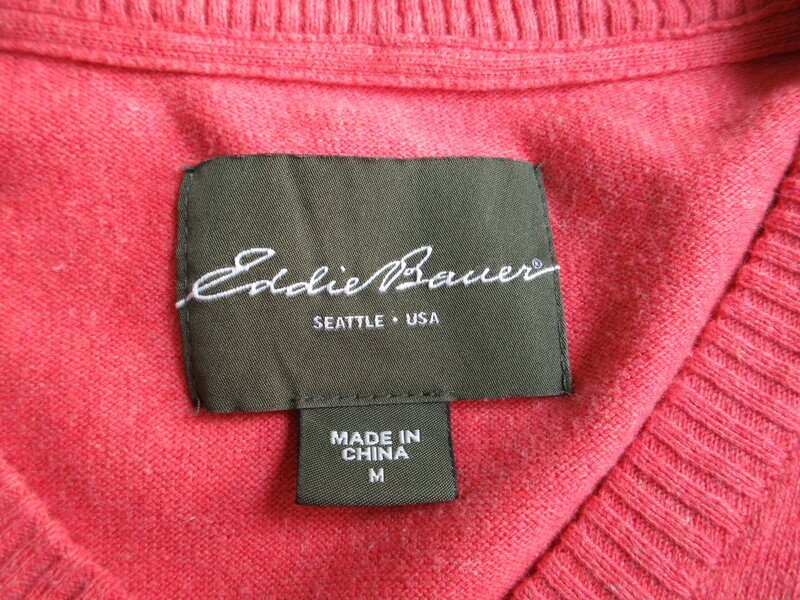 Eddie Bauer®
SEATTLE • USA
MADE IN
CHINA
M